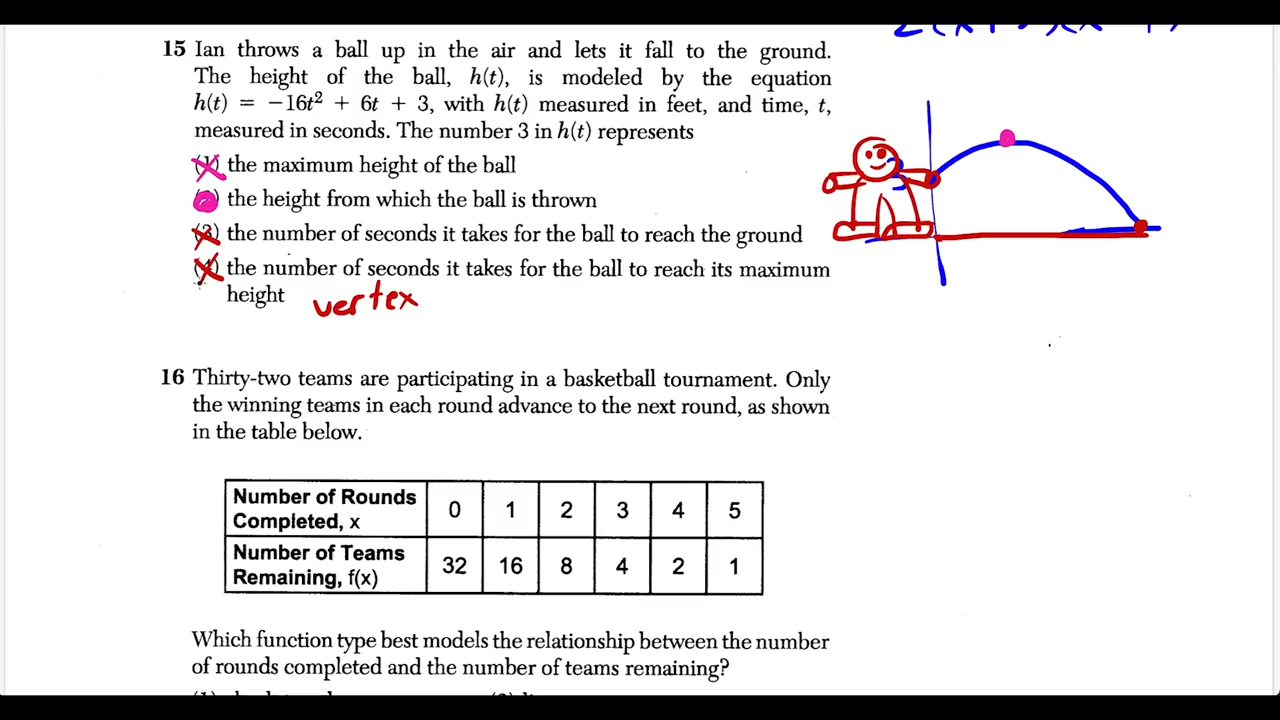 15 Ian throws a ball up in the air and lets it fall to the ground.
The height of the ball, h(t), is modeled by the equation
h(t) = −16t² + 6t + 3, with h(t) measured in feet, and time, t,
measured in seconds. The number 3 in h(t) represents
(1) the maximum height of the ball
the height from which the ball is thrown
(3) the number of seconds it takes for the ball to reach the ground
(4) the number of seconds it takes for the ball to reach its maximum
height vertex
16 Thirty-two teams are participating in a basketball tournament. Only
the winning teams in each round advance to the next round, as shown
in the table below.
Number of Rounds Completed, x 0 1 2 3 4 5
Number of Teams Remaining, f(x) 32 16 8 4 2 1
Which function type best models the relationship between the number
of rounds completed and the number of teams remaining?